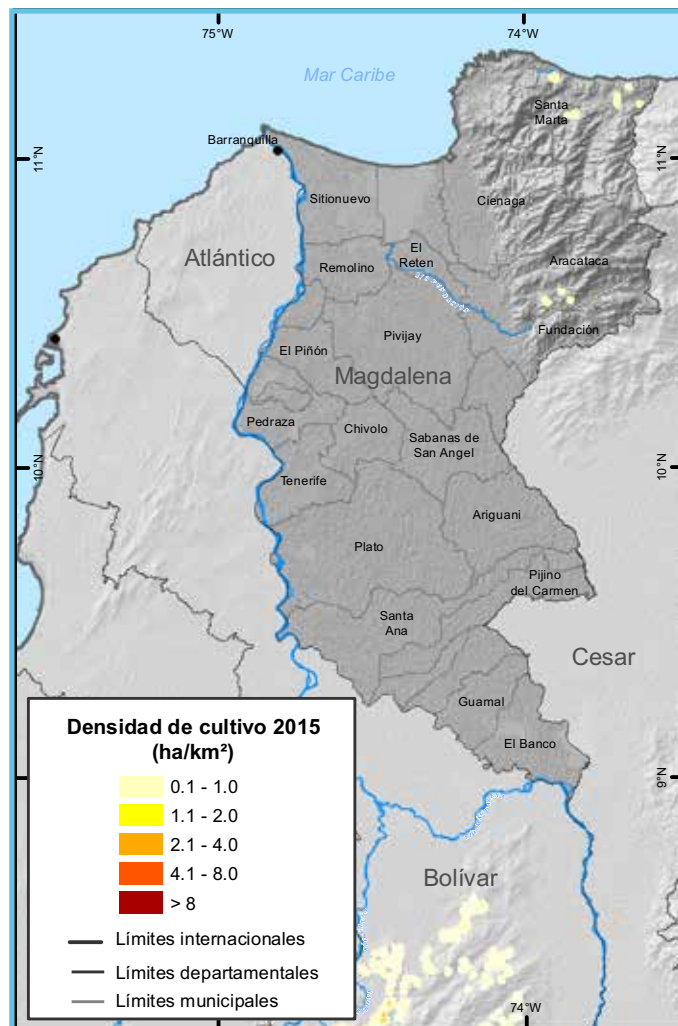 75°W
74°W
Mar Caribe
Santa
Marta
Barranquilla
11°N
11°N
Sitionuevo
Cienaga
Atlántico
El
Reten
Remolino
Aracataca
Fundación
El Piñón
Pivijay
Magdalena
Pedraza
Chivolo
Sabanas de
San Angel
10°N
10°N
Tenerife
Ariguani
Plato
Pijino
del Carmen
Santa
Ana
Cesar
Guamal
El Banco
9°N
Densidad de cultivo 2015
(ha/km²)
0.1 - 1.0
1.1 - 2.0
2.1 - 4.0
4.1 - 8.0
> 8
Límites internacionales
Límites departamentales
Límites municipales
Bolívar
74°W